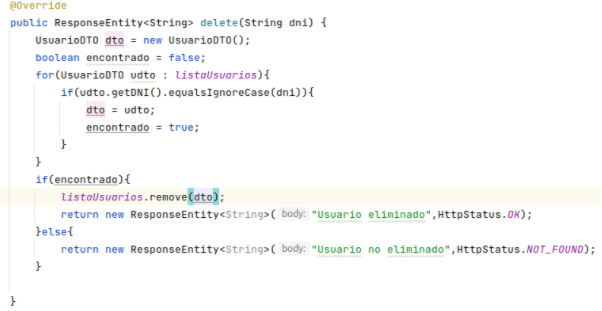 @Override
public ResponseEntity<String> delete(String dni) {
UsuarioDTO dto = new UsuarioDTO();
boolean encontrado = false;
for(UsuarioDTO udto : listaUsuarios){
if(udto.getDNI().equalsIgnoreCase(dni)){
dto = udto;
encontrado = true;
}
}
if(encontrado){
listaUsuarios.remove(dto);
return new ResponseEntity<String>( body: "Usuario eliminado",HttpStatus.OK);
}else{
return new ResponseEntity<String>( body: "Usuario no eliminado",HttpStatus.NOT_FOUND);
}
}